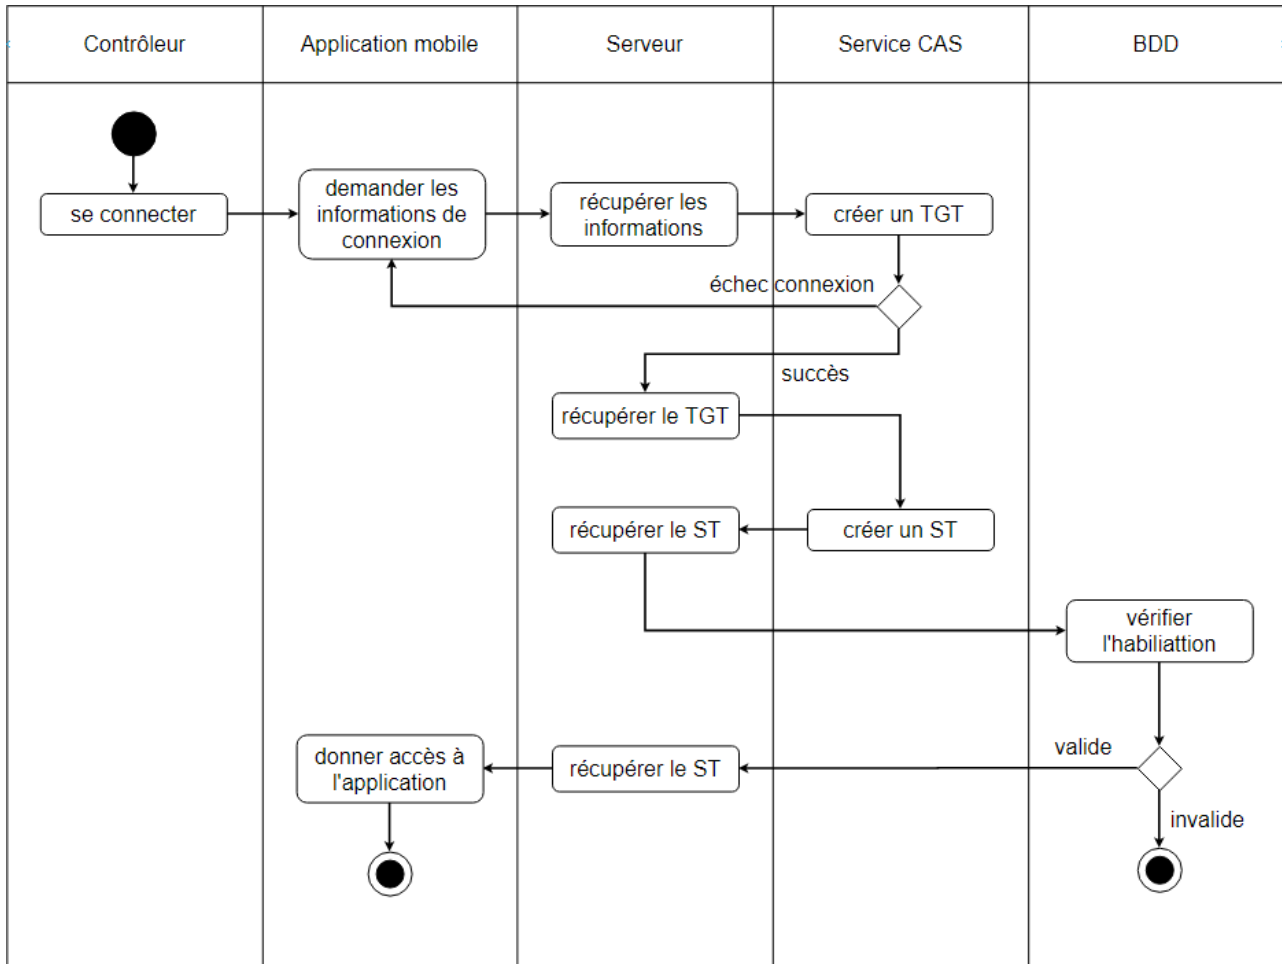 Contrôleur
Application mobile
Serveur
Service CAS
BDD
se connecter
demander les
informations de
connexion
récupérer les
informations
créer un TGT
échec connexion
succès
récupérer le TGT
créer un ST
récupérer le ST
vérifier
l'habiliattion
valide
invalide
récupérer le ST
donner accès à
l'application